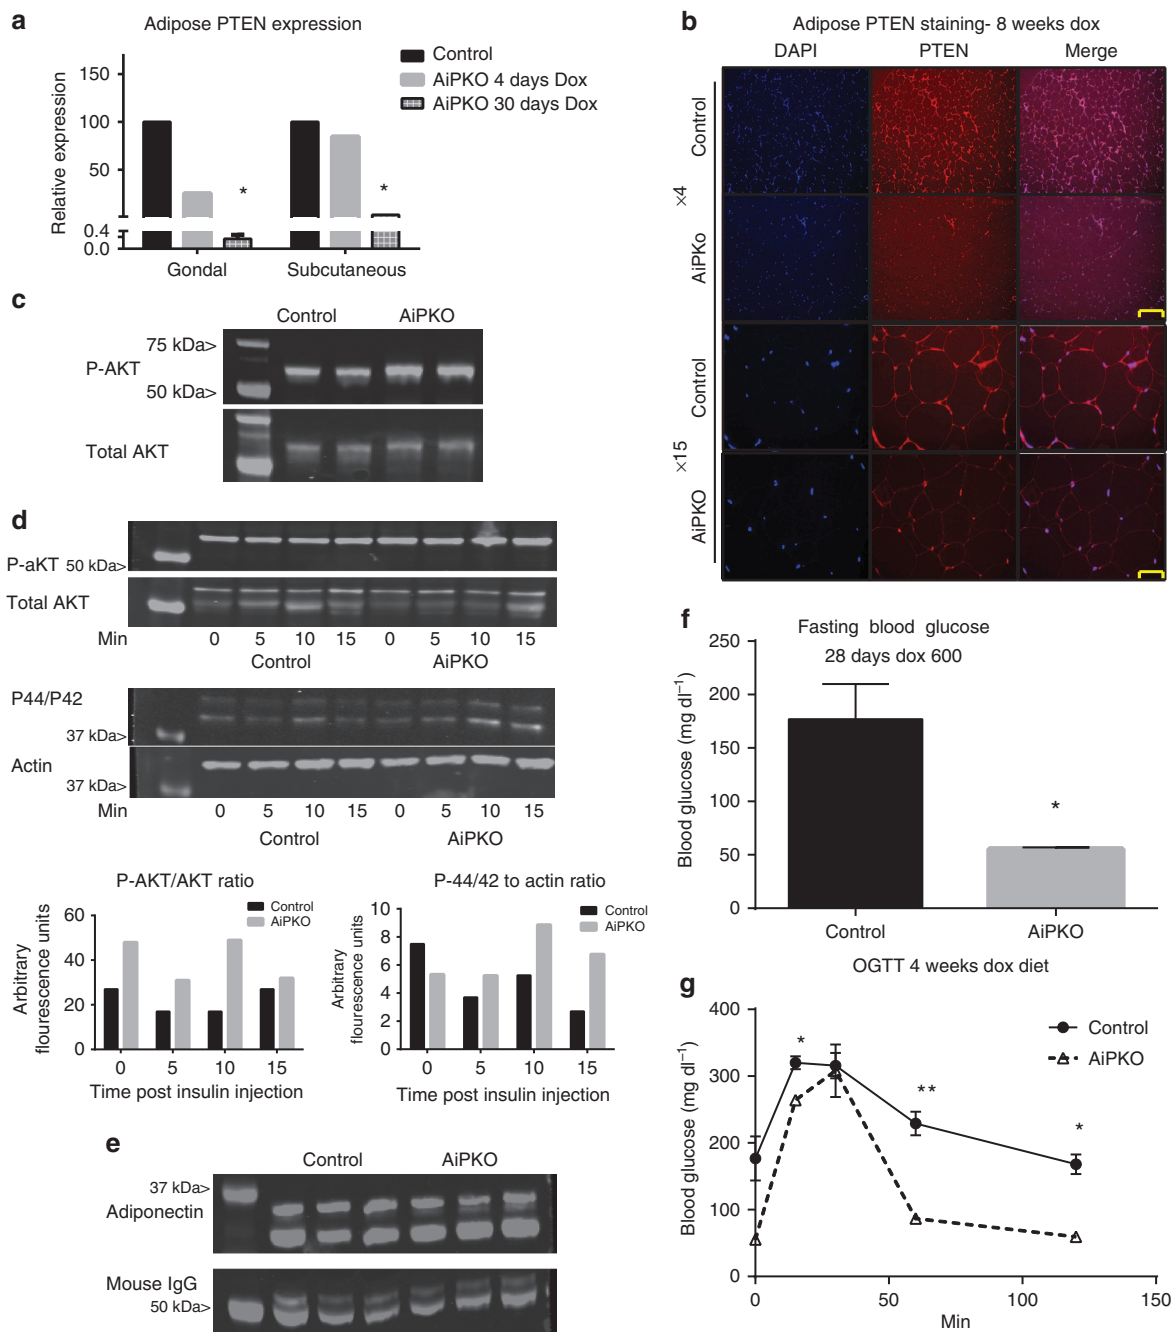 a
Adipose PTEN expression
Control
AiPKO 4 days Dox
AiPKO 30 days Dox
Relative expression
150
100
50
0.4
0.0
*
*
Gondal
Subcutaneous
b
Adipose PTEN staining- 8 weeks dox
DAPI
PTEN
Merge
×4
Control
AiPKo
×15
Control
AiPKO
c
Control
AiPKO
75 kDa>
P-AKT
50 kDa>
Total AKT
d
P-aKT
50 kDa>
Total AKT
Min
0 5 10 15 0 5 10 15
Control
AiPKO
P44/P42
37 kDa>
Actin
37 kDa>
Min
0 5 10 15 0 5 10 15
Control
AiPKO
P-AKT/AKT ratio
Control
AiPKO
Arbitrary
flourescence units
60
40
20
0
0 5 10 15
Time post insulin injection
P-44/42 to actin ratio
Control
AiPKO
Arbitrary
flourescence units
10
8
6
4
2
0
0 5 10 15
Time post insulin injection
e
Control
AiPKO
37 kDa>
Adiponectin
Mouse IgG
50 kDa>
f
Fasting blood glucose
28 days dox 600
Blood glucose (mg dl⁻¹)
250
200
150
100
50
0
*
Control
AiPKO
g
OGTT 4 weeks dox diet
Control
AiPKO
Blood glucose (mg dl⁻¹)
400
300
200
100
0
*
**
*
0 50 100 150
Min